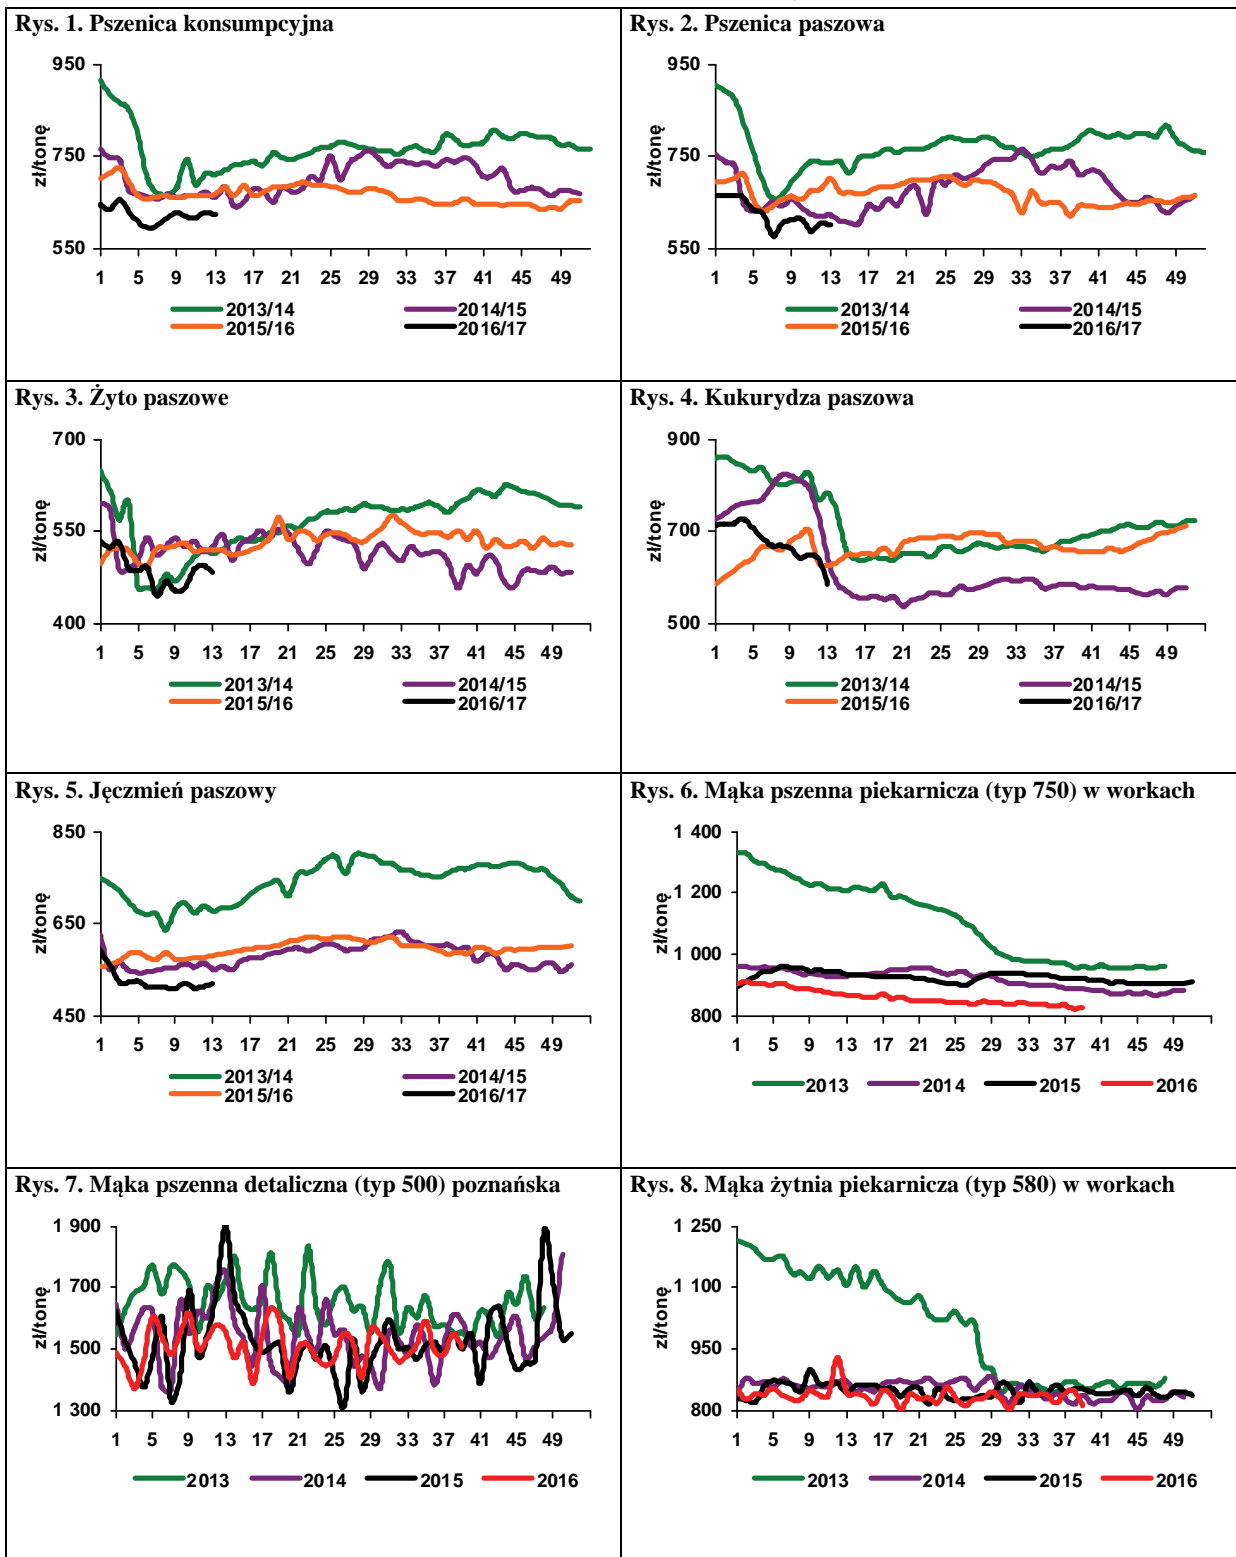 Rys. 1. Pszenica konsumpcyjna
zł/tonę
950
750
550
1 5 9 13 17 21 25 29 33 37 41 45 49
2013/14 2014/15
2015/16 2016/17
Rys. 2. Pszenica paszowa
zł/tonę
950
750
550
1 5 9 13 17 21 25 29 33 37 41 45 49
2013/14 2014/15
2015/16 2016/17
Rys. 3. Żyto paszowe
zł/tonę
700
550
400
1 5 9 13 17 21 25 29 33 37 41 45 49
2013/14 2014/15
2015/16 2016/17
Rys. 4. Kukurydza paszowa
zł/tonę
900
700
500
1 5 9 13 17 21 25 29 33 37 41 45 49
2013/14 2014/15
2015/16 2016/17
Rys. 5. Jęczmień paszowy
zł/tonę
850
650
450
1 5 9 13 17 21 25 29 33 37 41 45 49
2013/14 2014/15
2015/16 2016/17
Rys. 6. Mąka pszenna piekarnicza (typ 750) w workach
zł/tonę
1 400
1 200
1 000
800
1 5 9 13 17 21 25 29 33 37 41 45 49
2013 2014 2015 2016
Rys. 7. Mąka pszenna detaliczna (typ 500) poznańska
zł/tonę
1 900
1 700
1 500
1 300
1 5 9 13 17 21 25 29 33 37 41 45 49
2013 2014 2015 2016
Rys. 8. Mąka żytnia piekarnicza (typ 580) w workach
zł/tonę
1 250
1 100
950
800
1 5 9 13 17 21 25 29 33 37 41 45 49
2013 2014 2015 2016